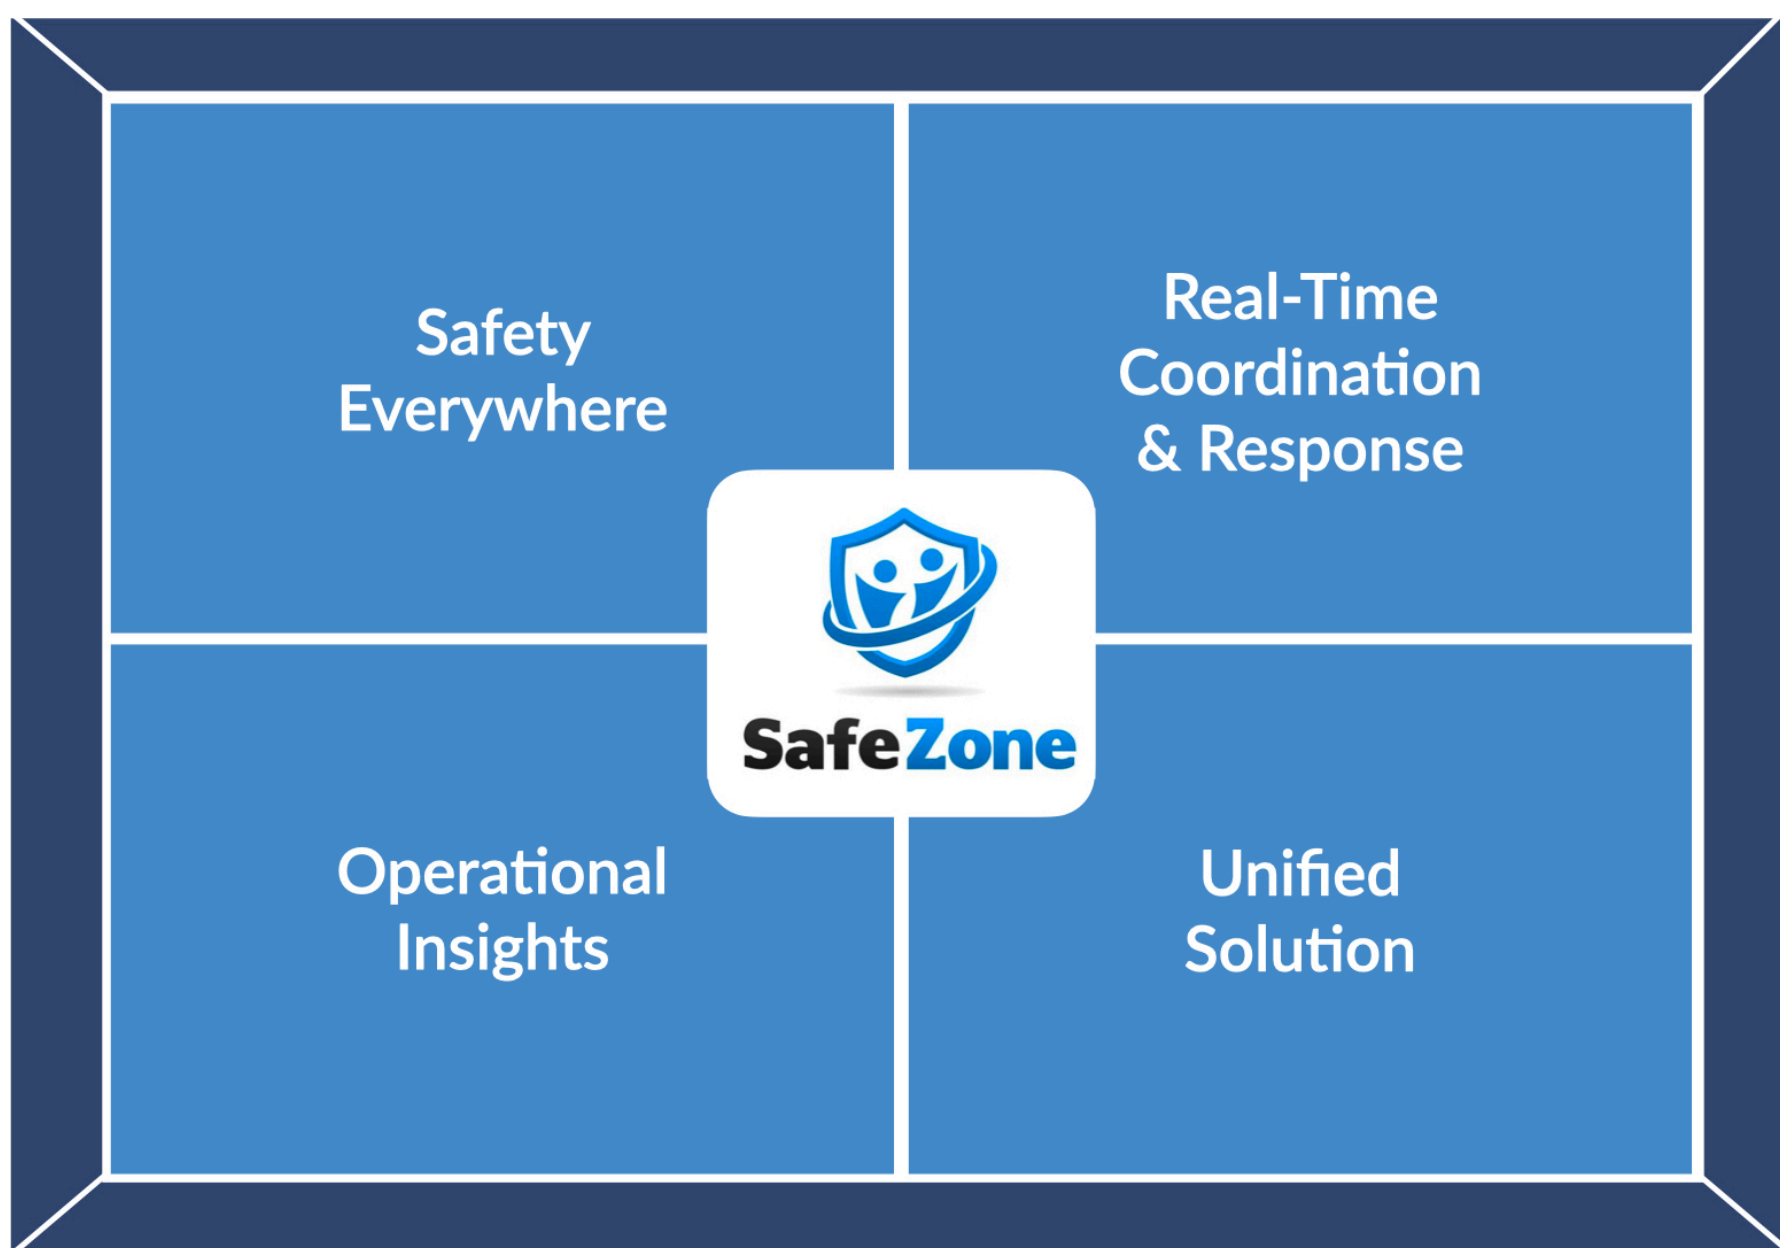 Safety
Everywhere
Real-Time
Coordination
& Response
SafeZone
Operational
Insights
Unified
Solution